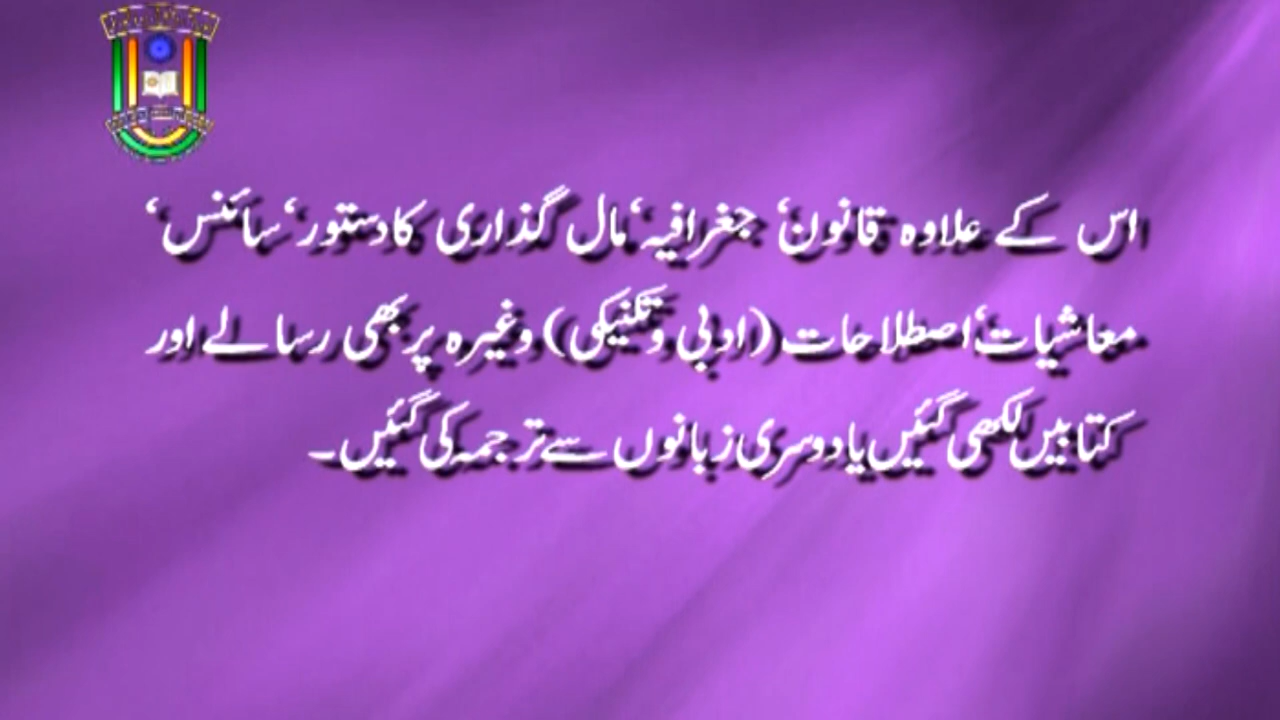 اس کے علاوہ قانون‘ جغرافیہ‘ مال گذاری کا دستور‘ سائنس‘
معاشیات‘ اصطلاحات (ادبی و تکنیکی) وغیرہ پر بھی رسالے اور
کتابیں لکھی گئیں یا دوسری زبانوں سے ترجمہ کی گئیں۔